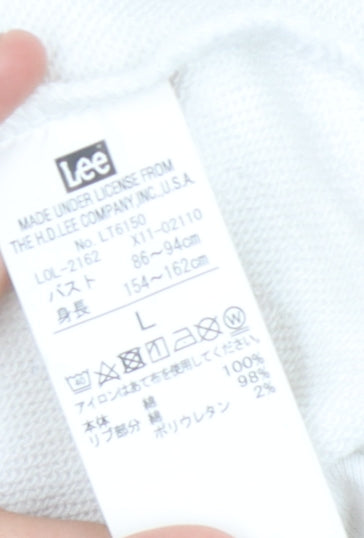 Lee
MADE UNDER LICENSE FROM
THE H.D.LEE COMPANY,INC.,U.S.A.
No. LT6150
LOL-2162 X11-02110
バスト 86~94cm
身長 154~162cm
L
40 W
アイロンはあて布を使用してください。
本体 綿 100%
リブ部分 綿 98%
ポリウレタン 2%